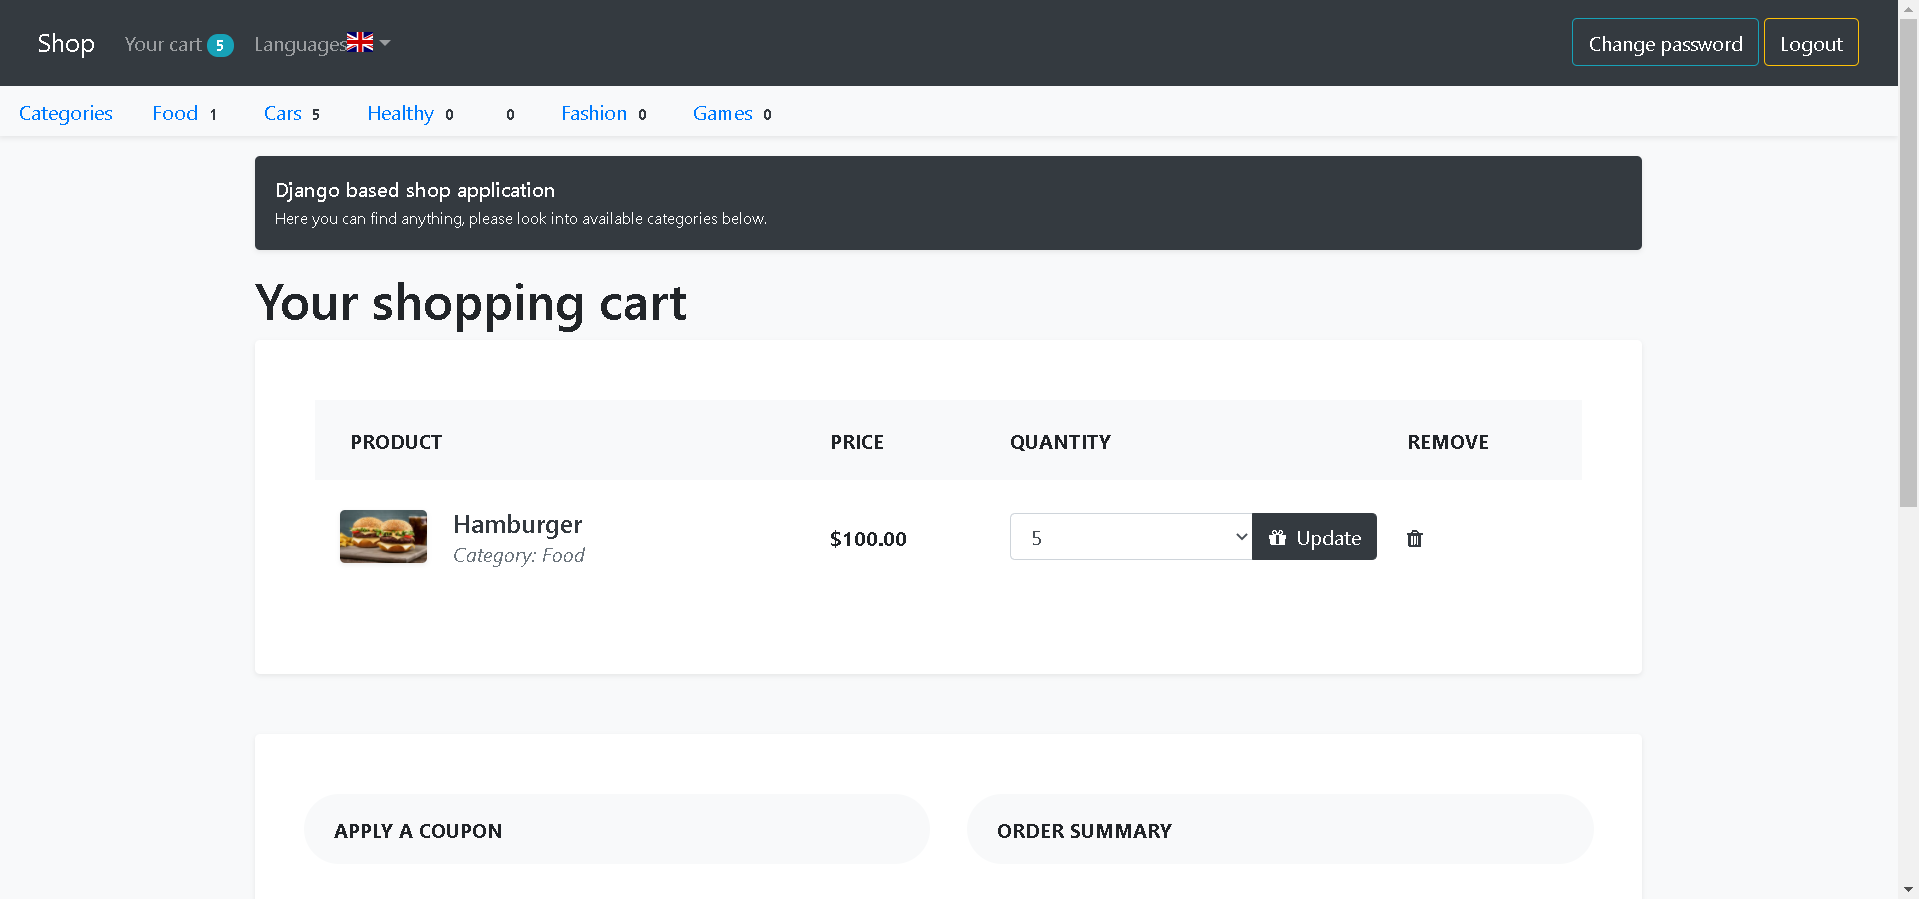 Shop Your cart 5 Languages Change password Logout
Categories Food 1 Cars 5 Healthy 0 0 Fashion 0 Games 0
Django based shop application
Here you can find anything, please look into available categories below.
Your shopping cart
PRODUCT PRICE QUANTITY REMOVE
Hamburger
Category: Food
$100.00 5 Update
APPLY A COUPON ORDER SUMMARY